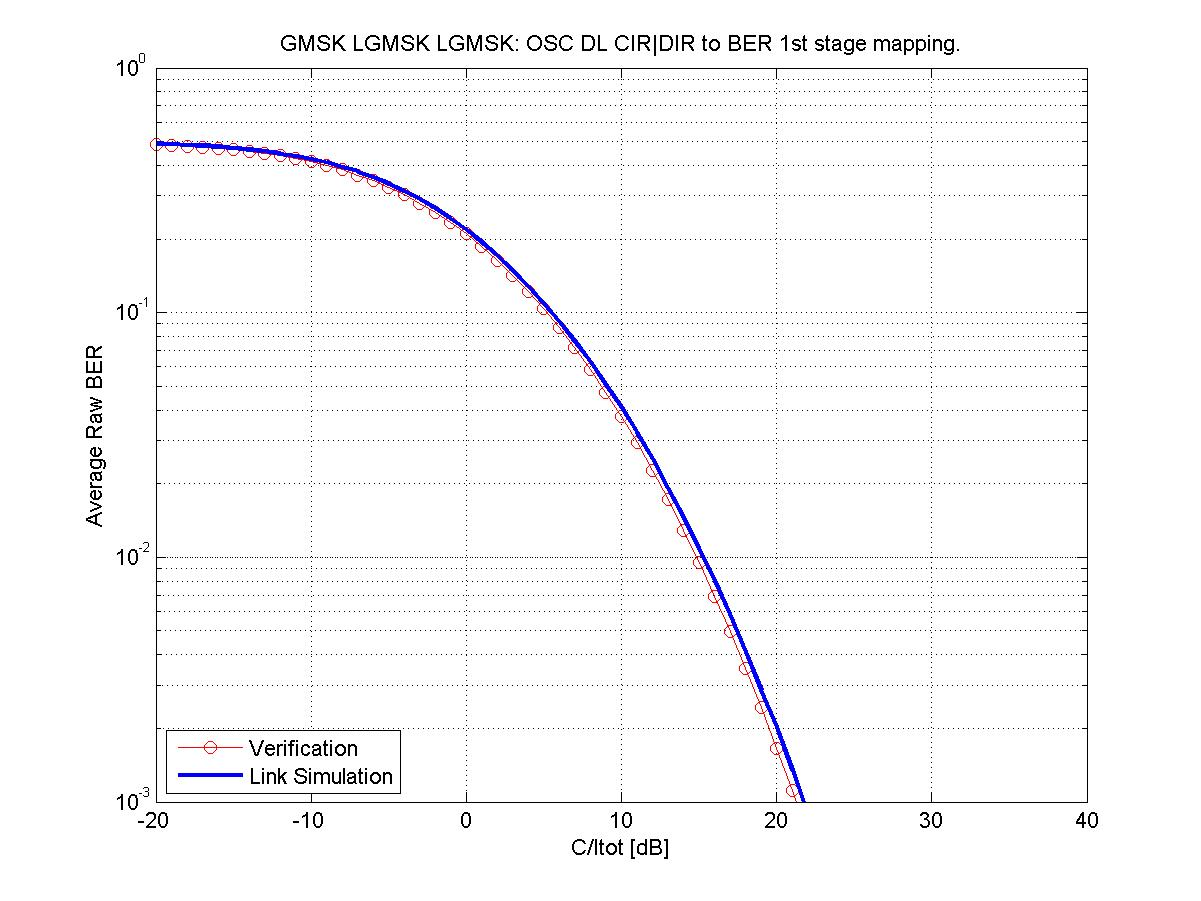 GMSK LGMSK LGMSK: OSC DL CIR|DIR to BER 1st stage mapping.
10^0
10^-1
10^-2
10^-3
Average Raw BER
Verification
Link Simulation
-20 -10 0 10 20 30 40
C/Itot [dB]